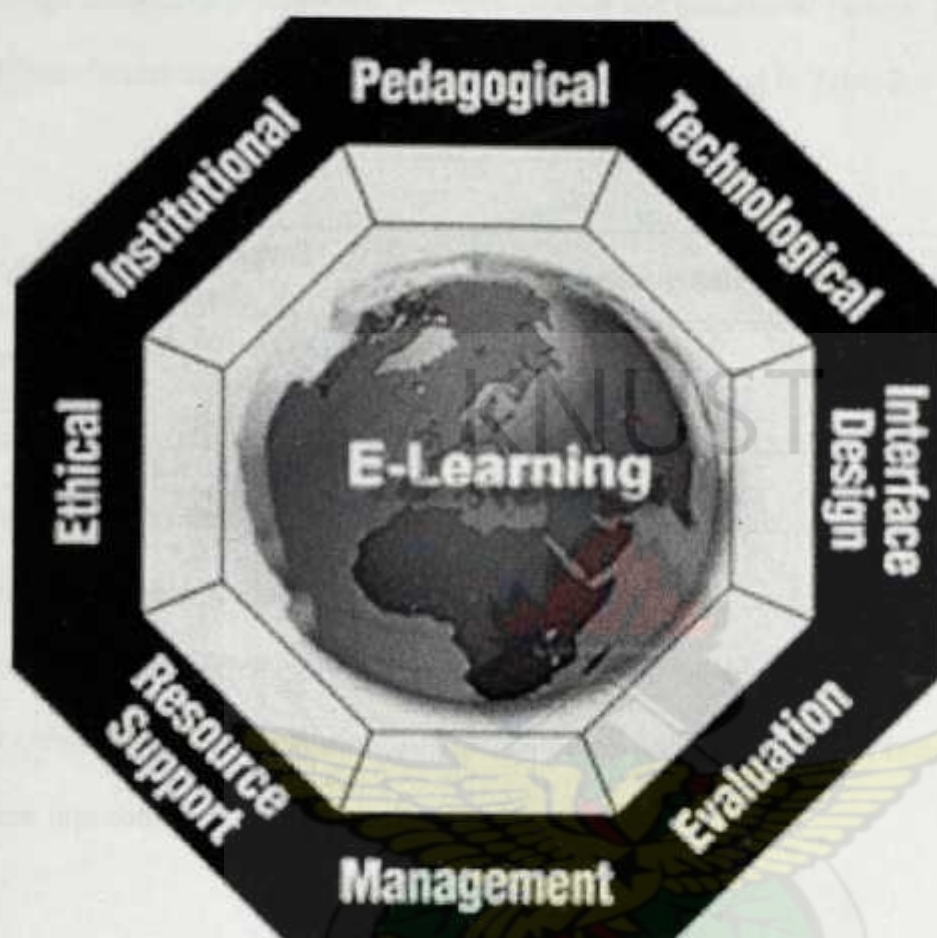 Pedagogical
Technological
Interface
Design
Evaluation
Management
Resource
Support
Ethical
Institutional
E-Learning
KNUST